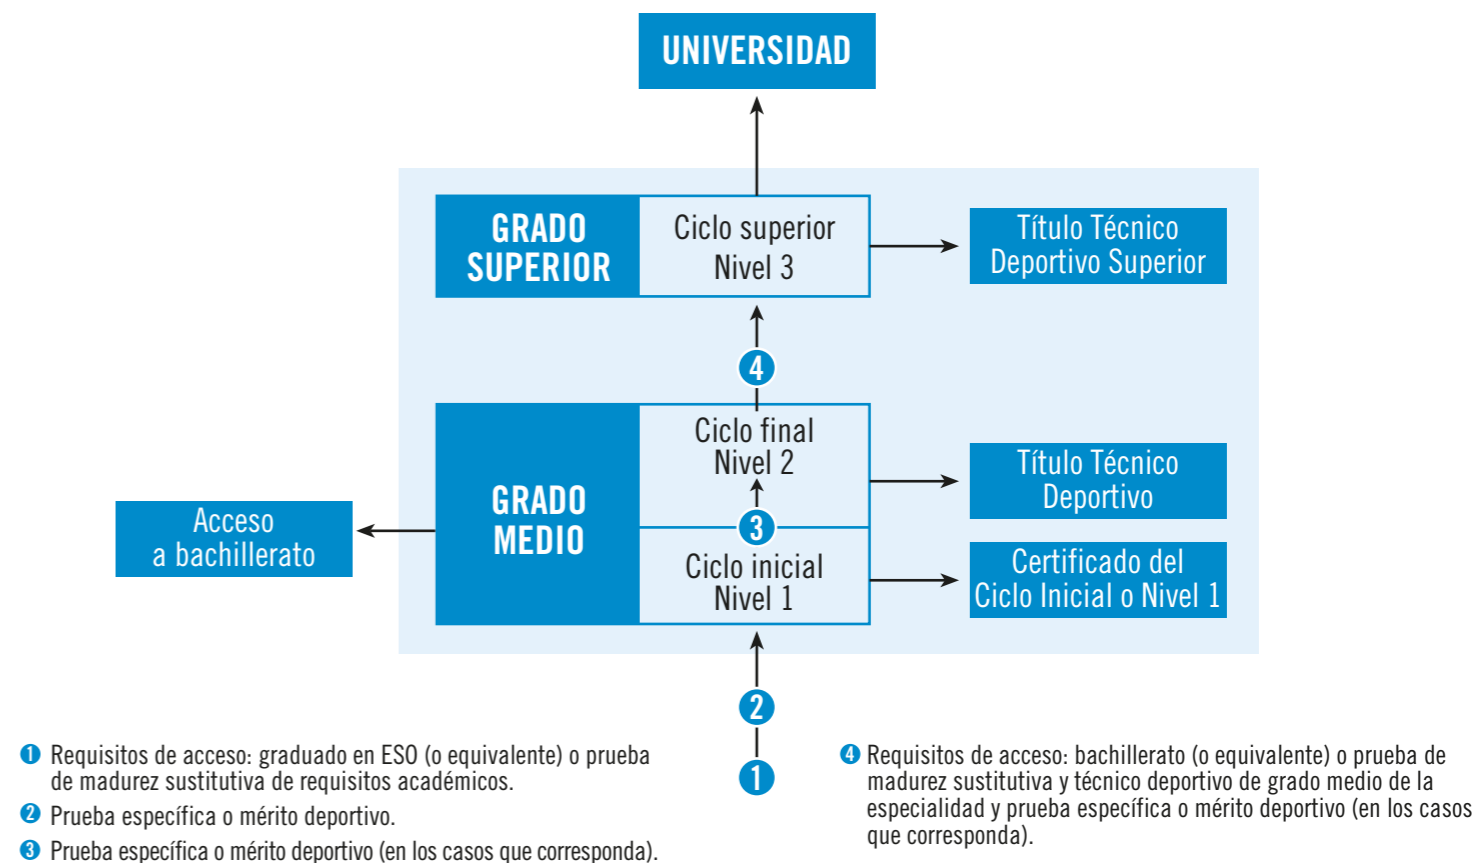 UNIVERSIDAD
GRADO
SUPERIOR
Ciclo superior
Nivel 3
Título Técnico
Deportivo Superior
4
GRADO
MEDIO
Ciclo final
Nivel 2
3
Ciclo inicial
Nivel 1
Título Técnico
Deportivo
Certificado del
Ciclo Inicial o Nivel 1
Acceso
a bachillerato
2
1
1 Requisitos de acceso: graduado en ESO (o equivalente) o prueba
de madurez sustitutiva de requisitos académicos.
2 Prueba específica o mérito deportivo.
3 Prueba específica o mérito deportivo (en los casos que corresponda).
4 Requisitos de acceso: bachillerato (o equivalente) o prueba de
madurez sustitutiva y técnico deportivo de grado medio de la
especialidad y prueba específica o mérito deportivo (en los casos
que corresponda).